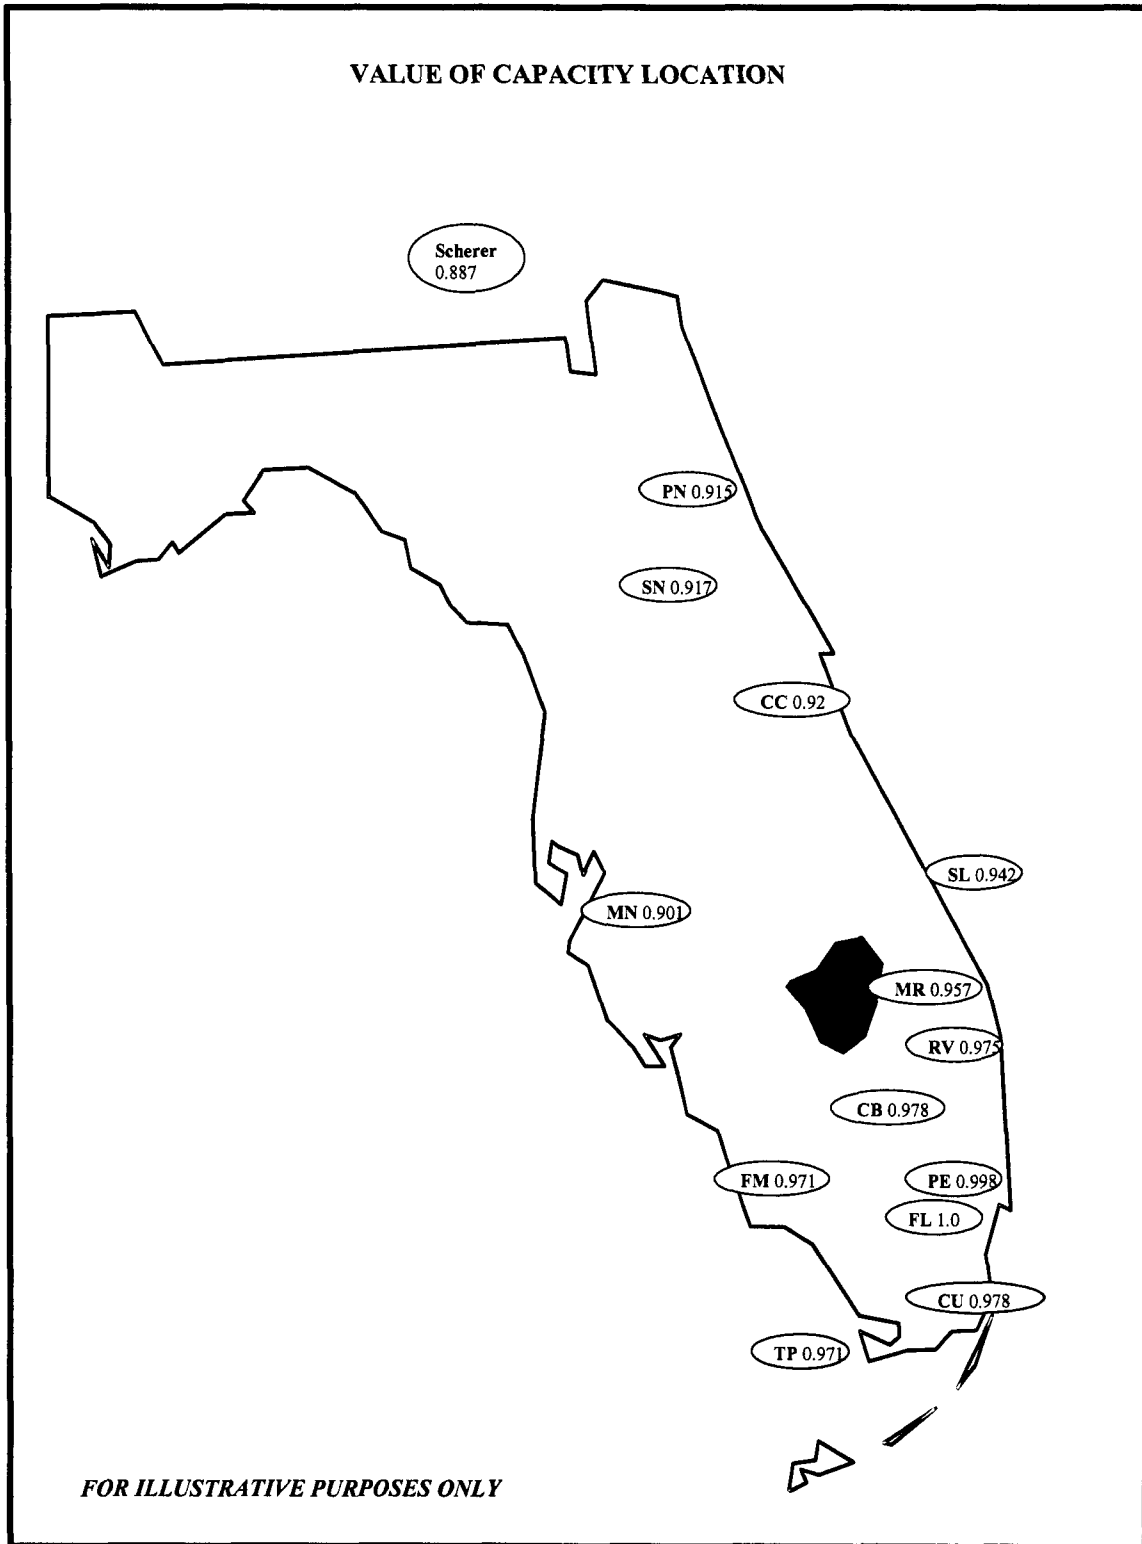 VALUE OF CAPACITY LOCATION
Scherer
0.887
PN 0.915
SN 0.917
CC 0.92
SL 0.942
MN 0.901
MR 0.957
RV 0.975
CB 0.978
FM 0.971
PE 0.998
FL 1.0
CU 0.978
TP 0.971
FOR ILLUSTRATIVE PURPOSES ONLY